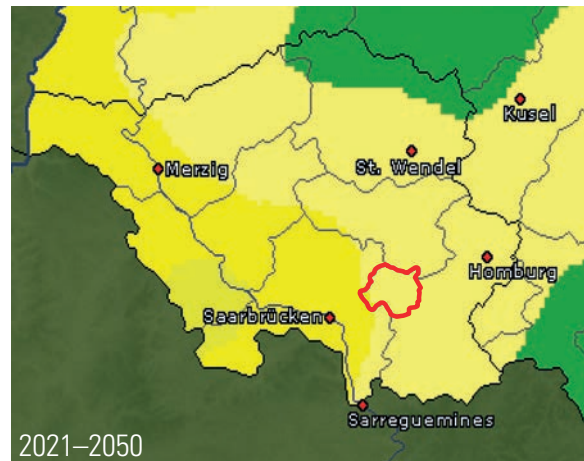 Kusel
St. Wendel
Merzig
Homburg
Saarbrücken
Sarreguemines
2021–2050